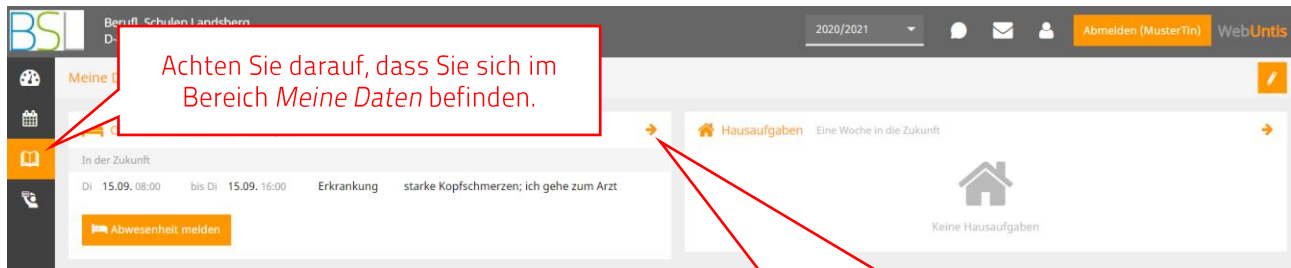 BSL
Berufl. Schulen Landsberg
D-
2020/2021
Abmelden (MusterTin)
WebUntis
Achten Sie darauf, dass Sie sich im
Bereich Meine Daten befinden.
Meine D
Hausaufgaben Eine Woche in die Zukunft
In der Zukunft
Di 15.09. 08:00 bis Di 15.09. 16:00 Erkrankung starke Kopfschmerzen; ich gehe zum Arzt
Abwesenheit melden
Keine Hausaufgaben